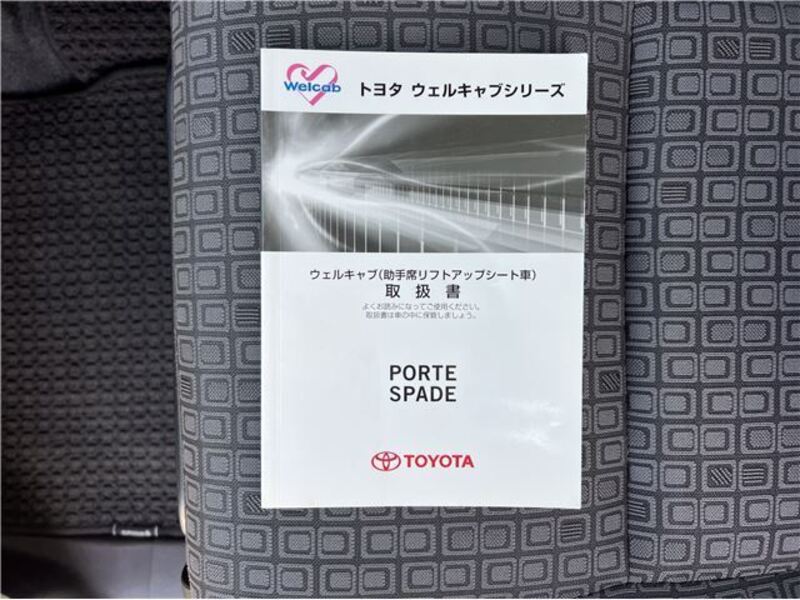 Welcab
トヨタ ウェルキャブシリーズ
ウェルキャブ(助手席リフトアップシート車)
取扱書
よくお読みになってご使用ください。
取扱書は車の中に保管しましょう。
PORTE
SPADE
TOYOTA